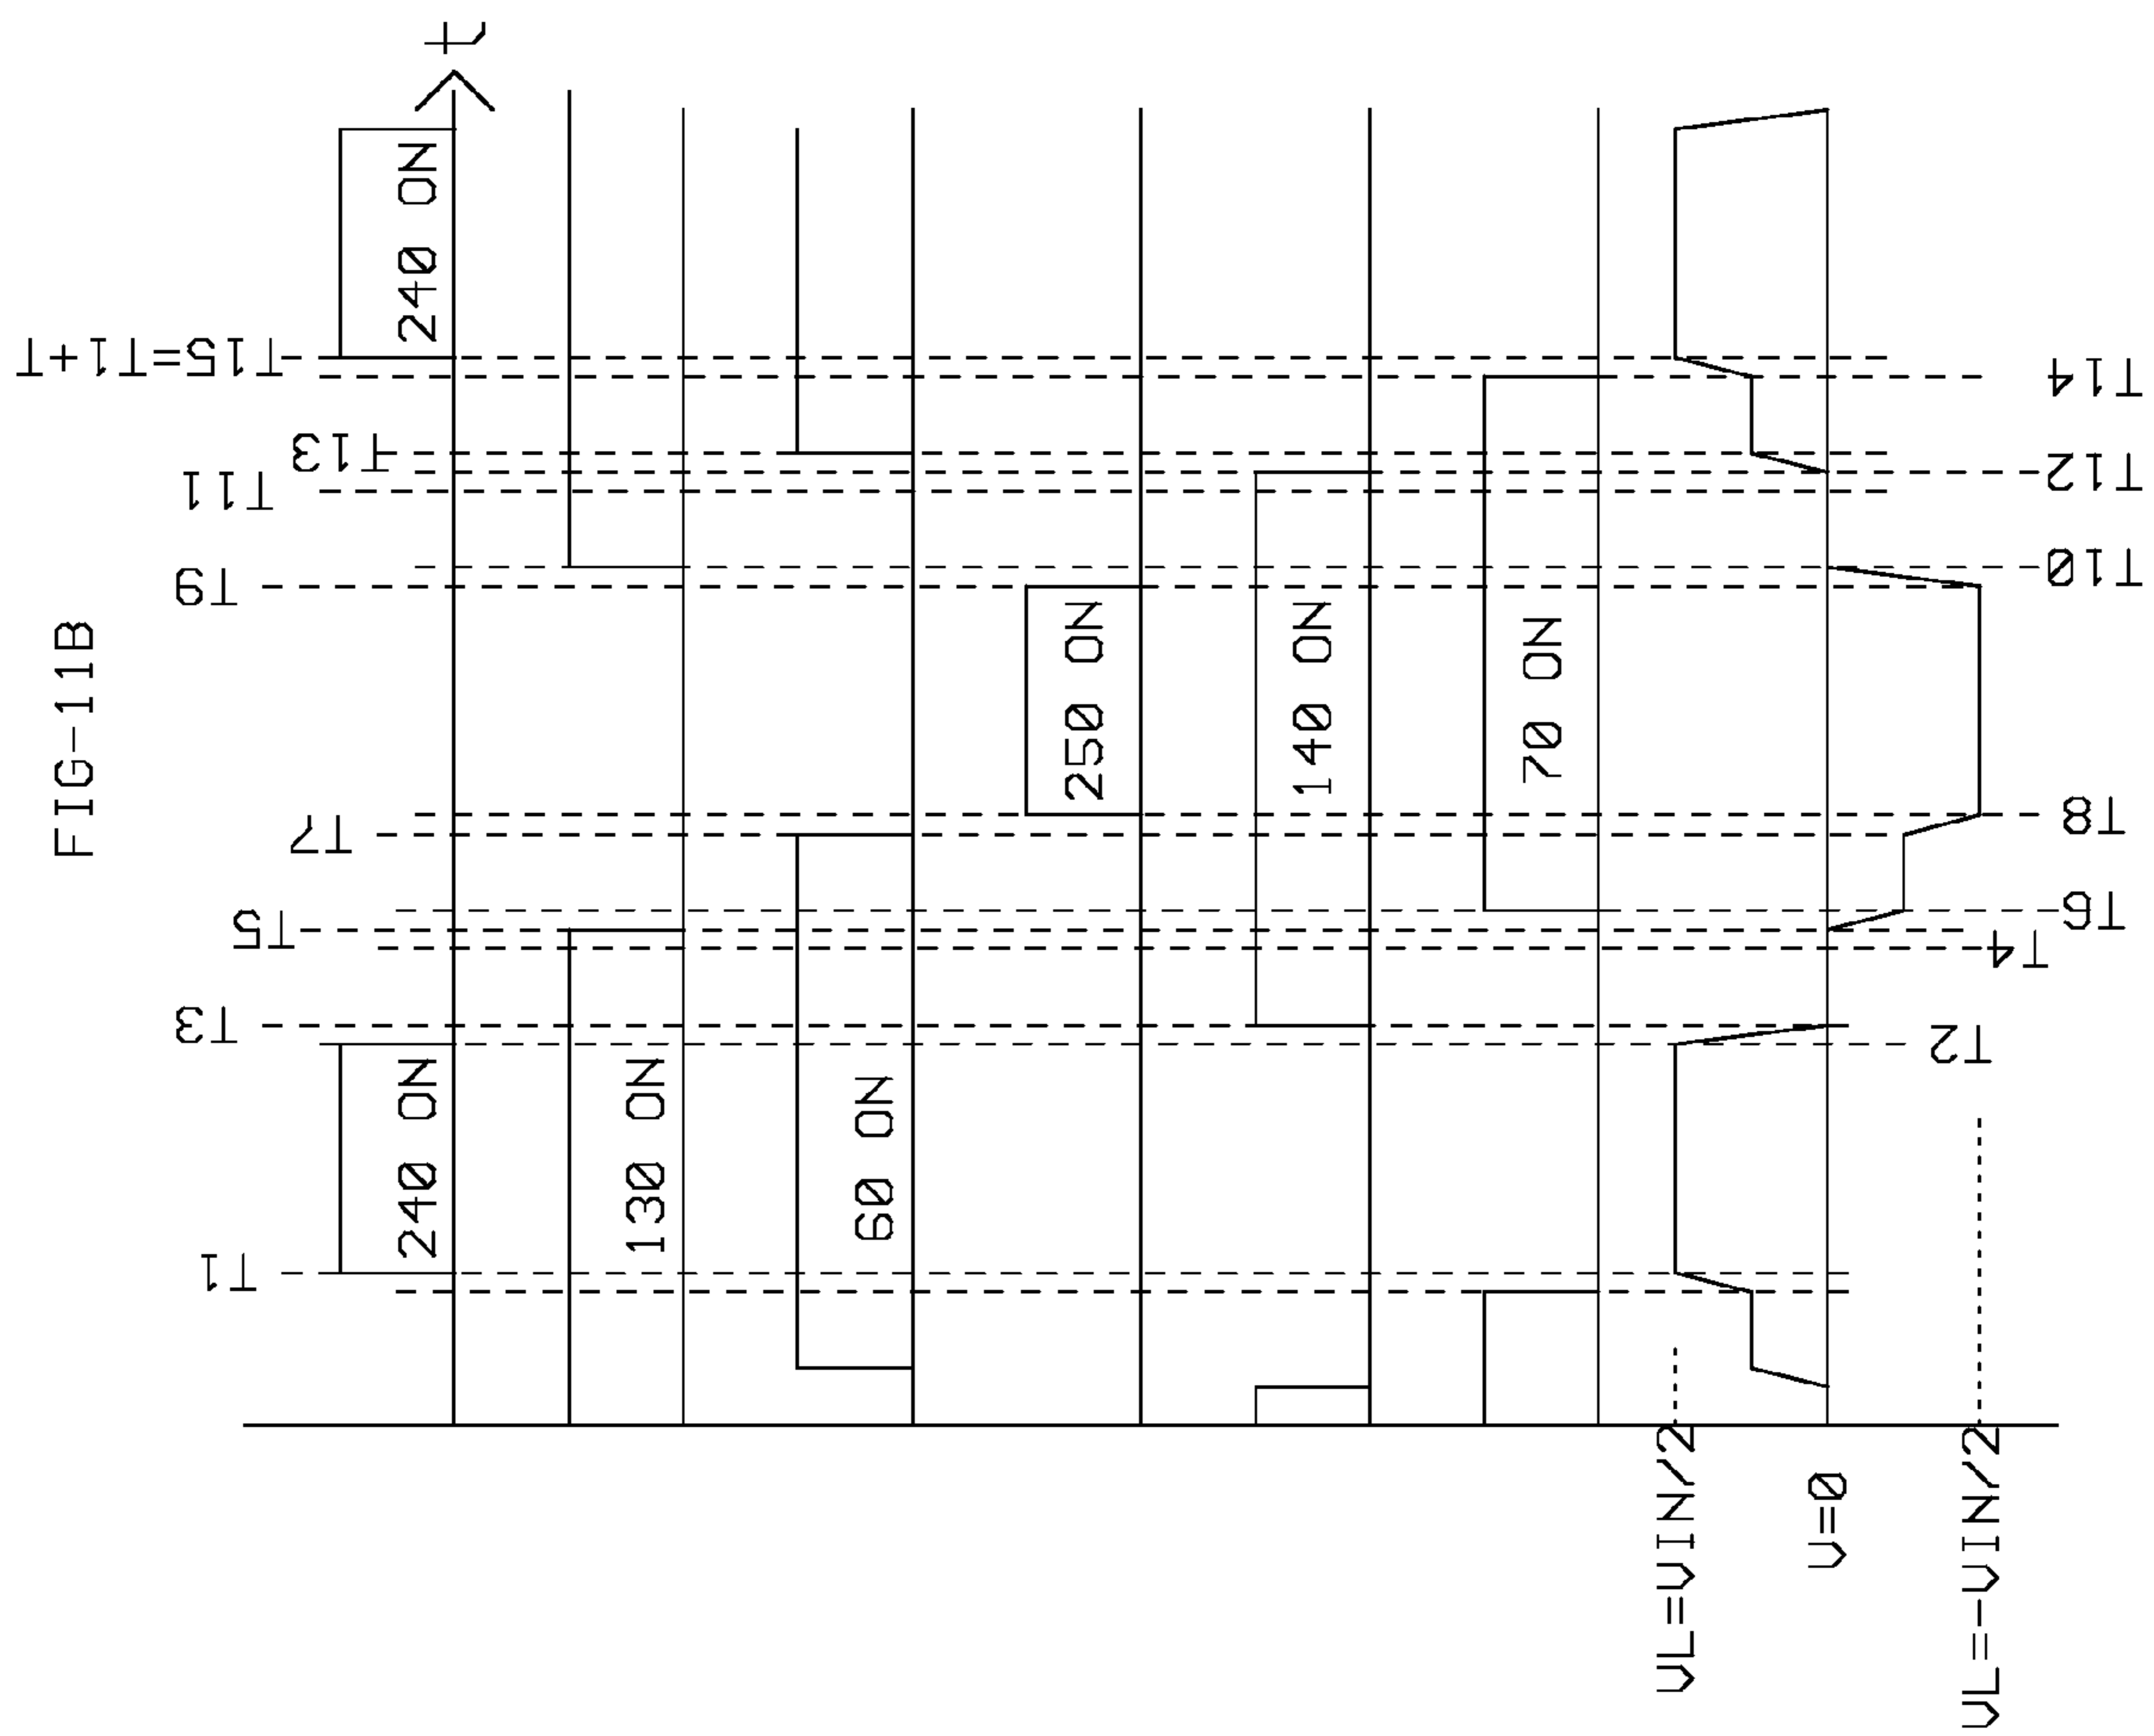 FIG-11B
T1
T3
T5
T7
T9
T11
T13
T15=T1+T
t
240 ON
240 ON
130 ON
60 ON
250 ON
140 ON
70 ON
VL=VIN/2
V=0
VL=-VIN/2
T2
T4
T6
T8
T10
T12
T14